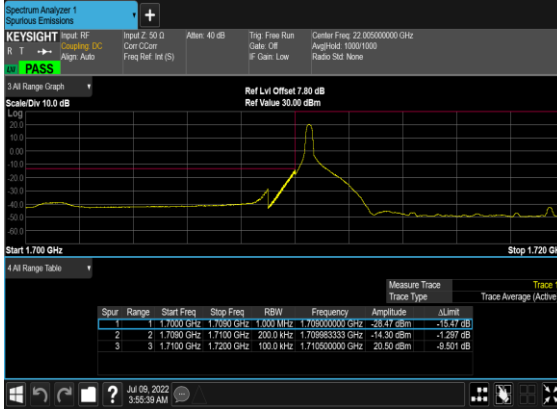 Spectrum Analyzer 1
Spurious Emissions
+
KEYSIGHT Input: RF Input Z: 50 Ω Atten: 40 dB Trig: Free Run Center Freq: 22.005000000 GHz
R T Coupling: DC Corr CCorr Gate: Off Avg|Hold: 1000/1000
Align: Auto Freq Ref: Int (S) IF Gain: Low Radio Std: None
PASS
3 All Range Graph
Ref Lvl Offset 7.80 dB
Scale/Div 10.0 dB Ref Value 30.00 dBm
Log
20.0
10.0
0.00
-10.0
-20.0
-30.0
-40.0
-50.0
-60.0
Start 1.700 GHz Stop 1.720 GH
4 All Range Table
Measure Trace Trace 1
Trace Type Trace Average (Active
Spur Range Start Freq Stop Freq RBW Frequency Amplitude ΔLimit
1 1 1.7000 GHz 1.7090 GHz 1.000 MHz 1.709000000 GHz -28.47 dBm -15.47 dB
2 2 1.7090 GHz 1.7100 GHz 200.0 kHz 1.709983333 GHz -14.30 dBm -1.297 dB
3 3 1.7100 GHz 1.7200 GHz 100.0 kHz 1.710500000 GHz 20.50 dBm -9.501 dB
?
Jul 09, 2022
3:55:39 AM